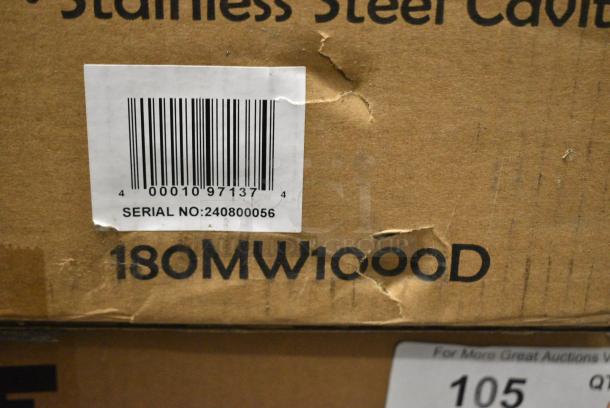 • Stainless Steel Cavit
4 00010 97137 4
SERIAL NO:240800056
180MW1000D
For More Great Auctions V
105 QT